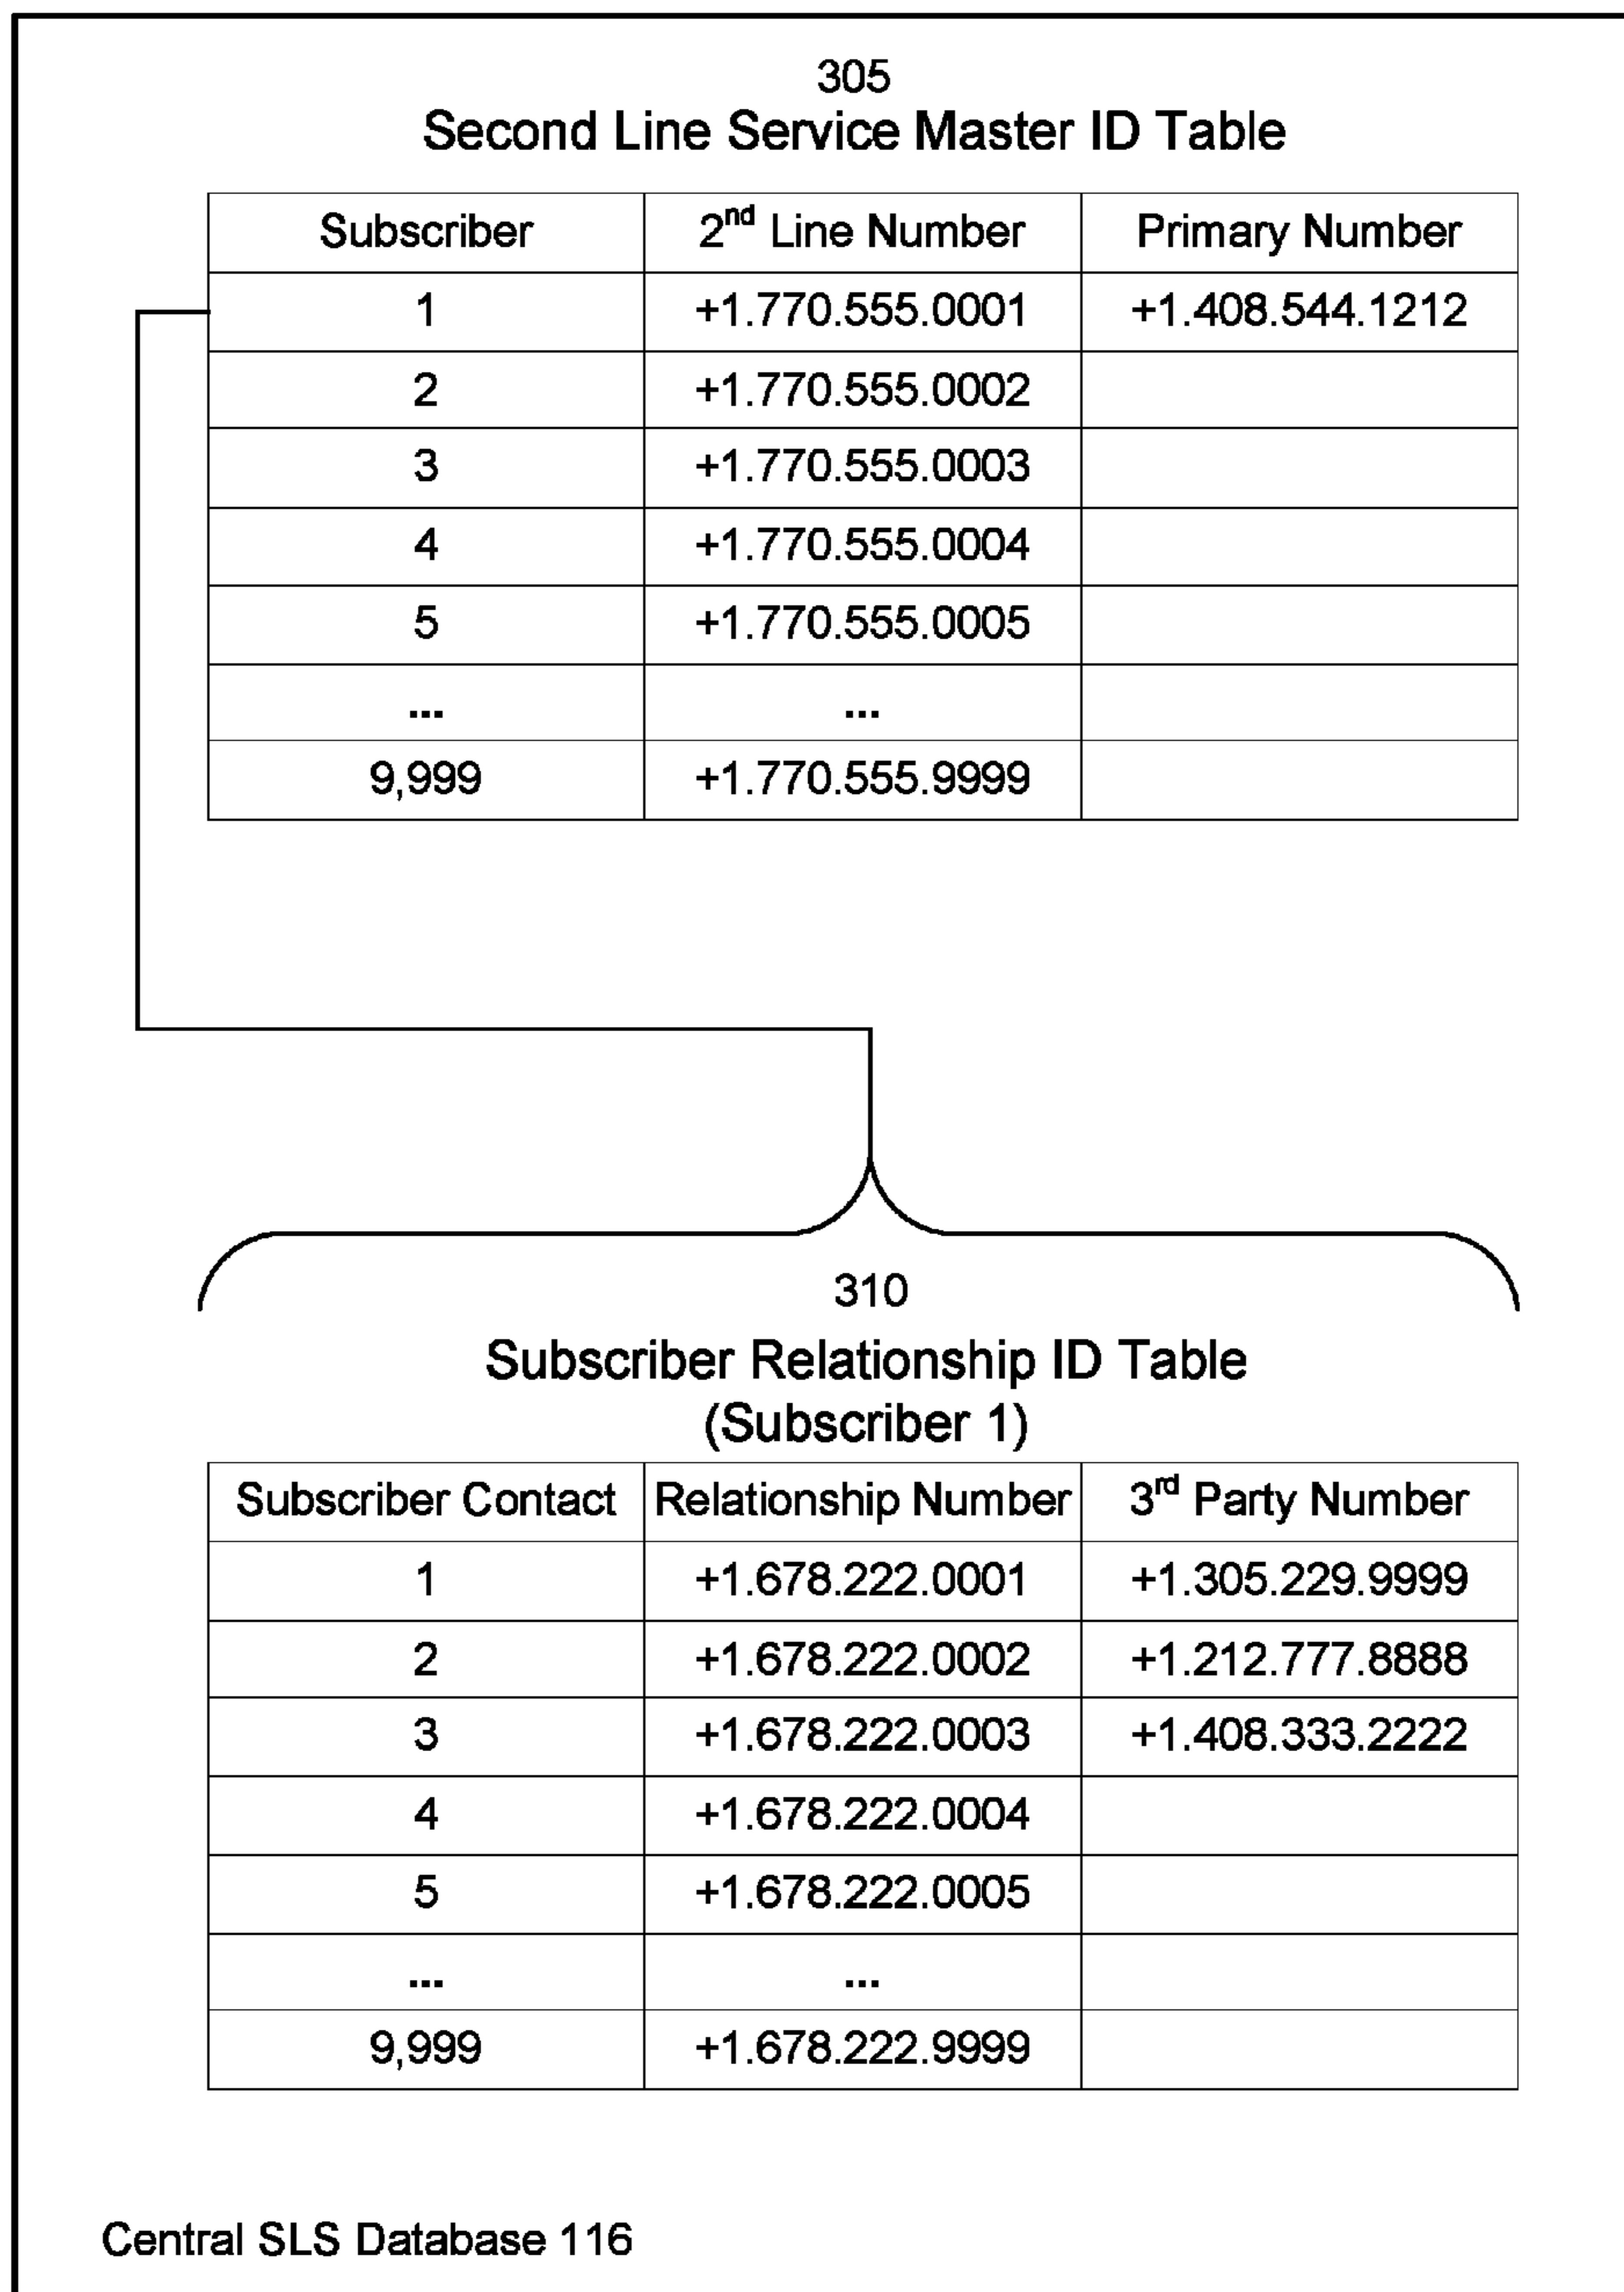 305
Second Line Service Master ID Table
Subscriber 2nd Line Number Primary Number
1 +1.770.555.0001 +1.408.544.1212
2 +1.770.555.0002
3 +1.770.555.0003
4 +1.770.555.0004
5 +1.770.555.0005
... ...
9,999 +1.770.555.9999
310
Subscriber Relationship ID Table
(Subscriber 1)
Subscriber Contact Relationship Number 3rd Party Number
1 +1.678.222.0001 +1.305.229.9999
2 +1.678.222.0002 +1.212.777.8888
3 +1.678.222.0003 +1.408.333.2222
4 +1.678.222.0004
5 +1.678.222.0005
... ...
9,999 +1.678.222.9999
Central SLS Database 116